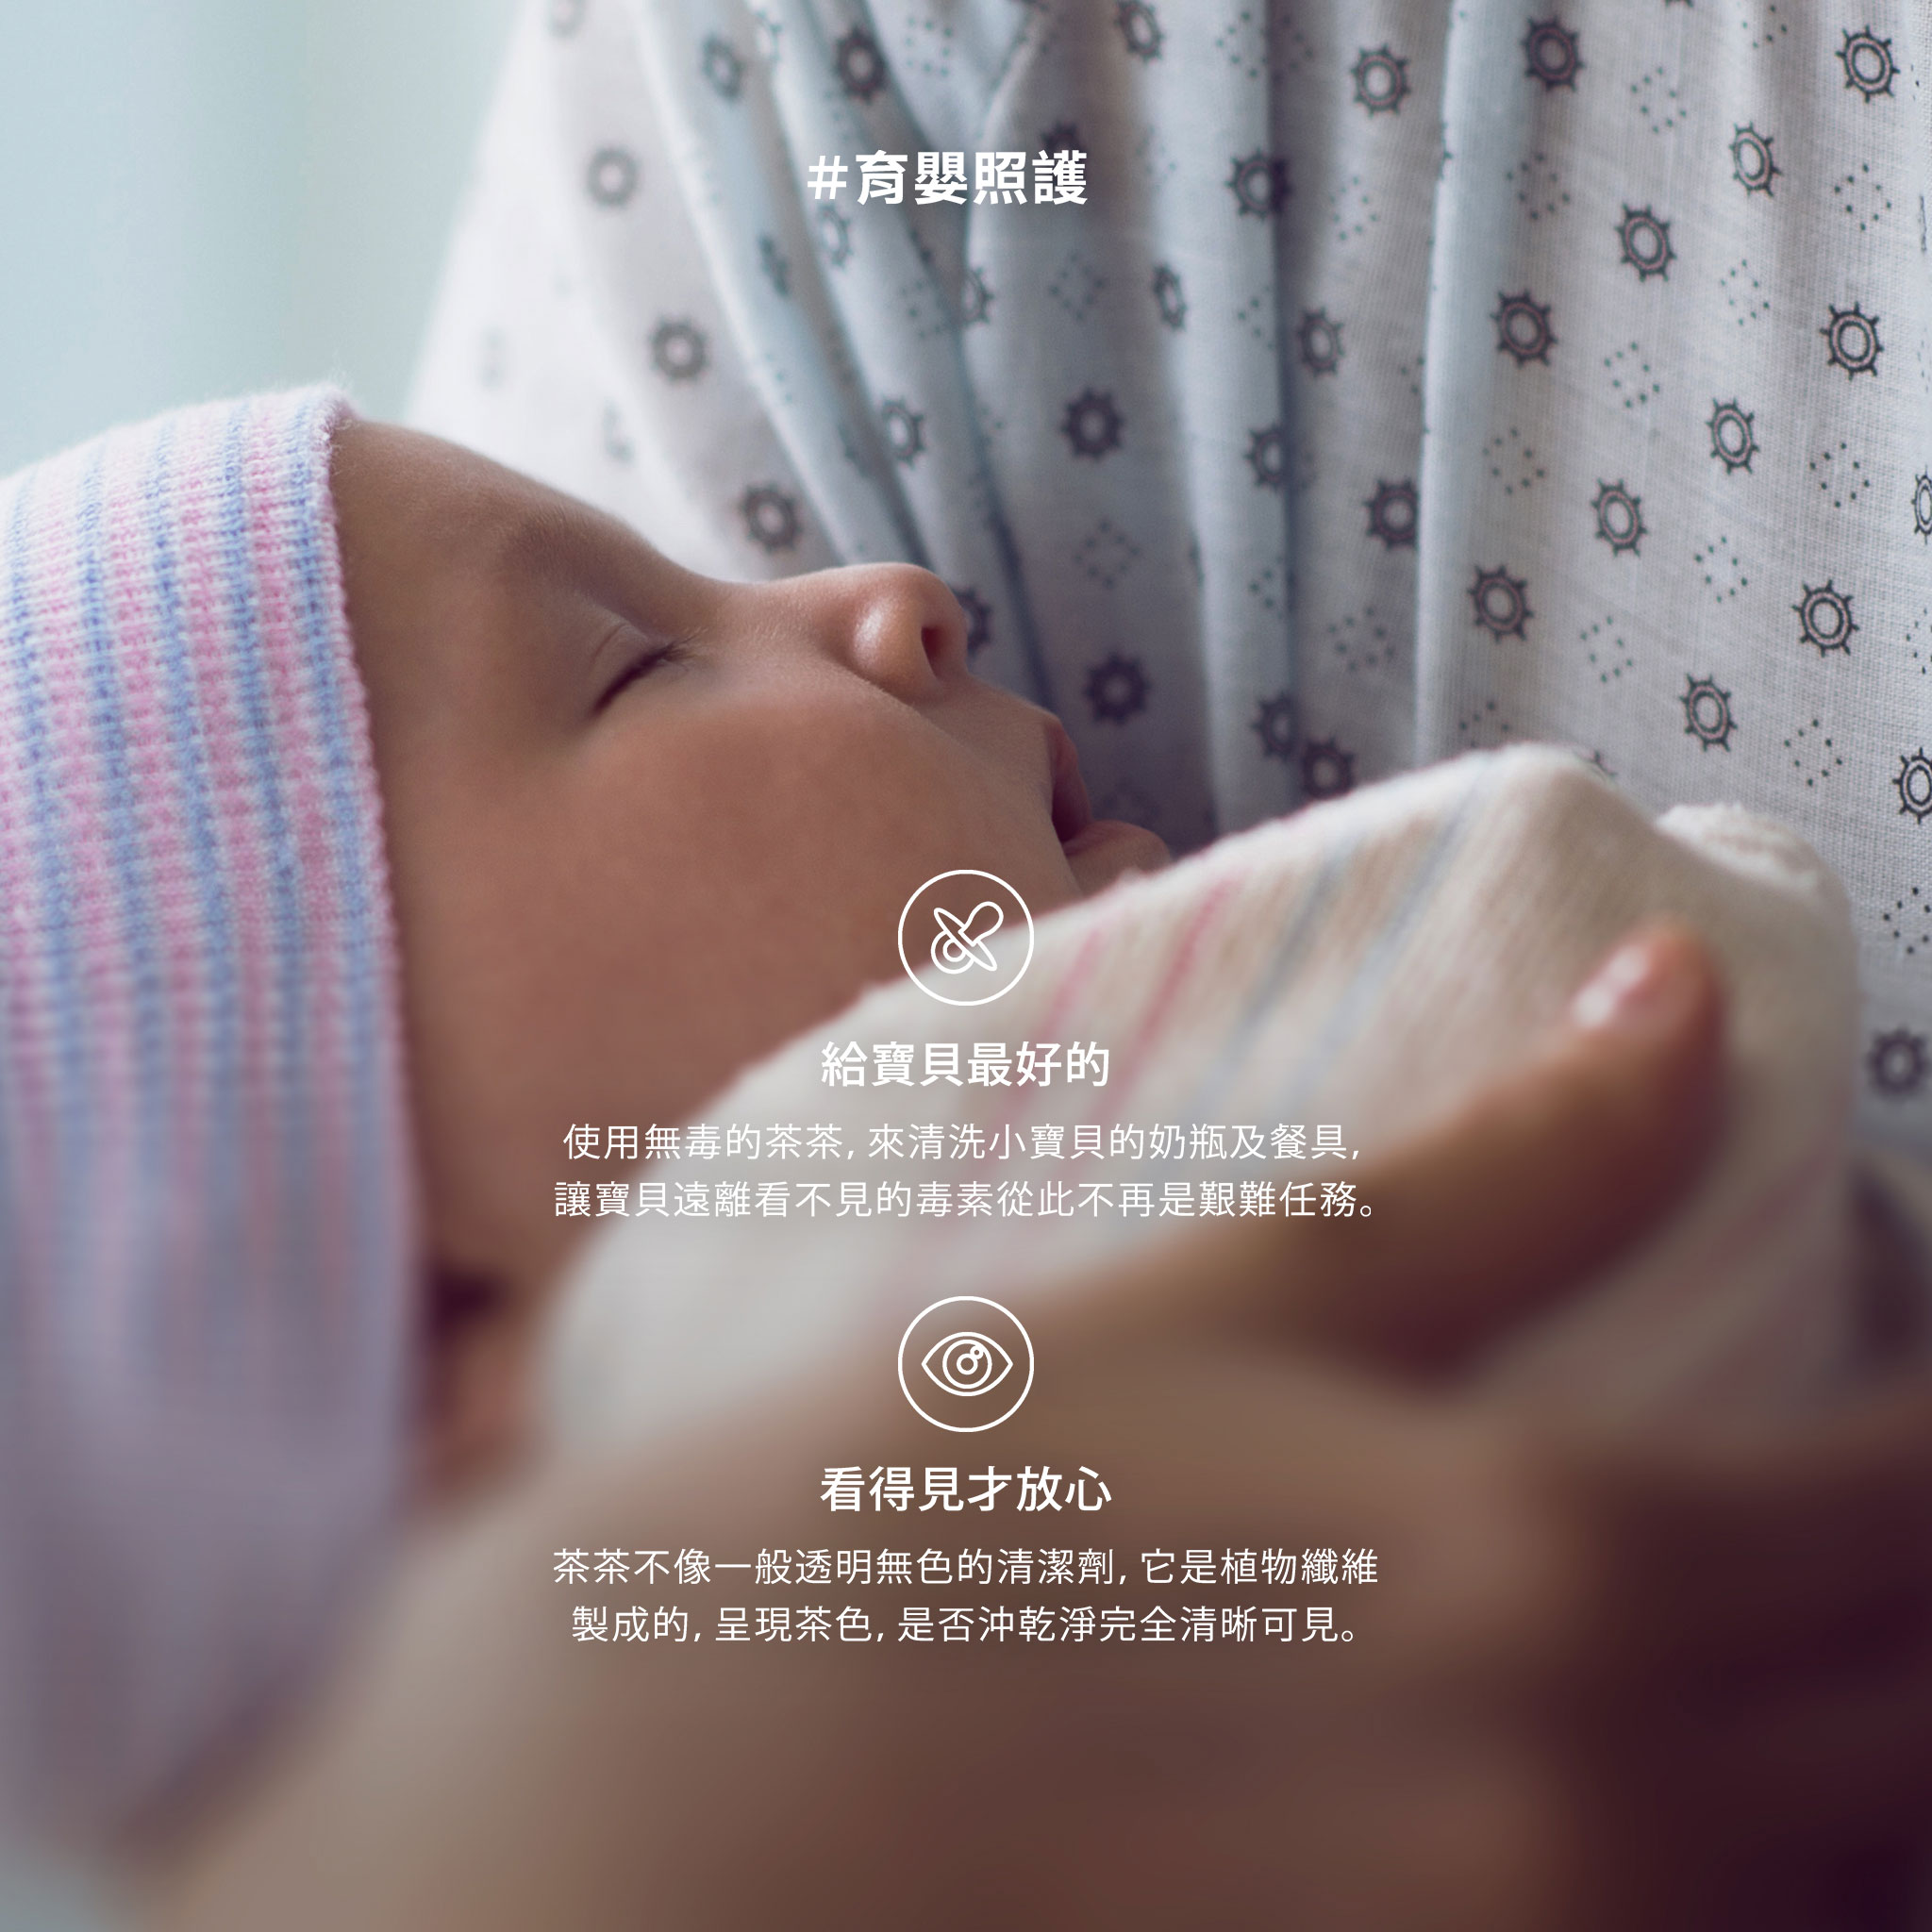 #育嬰照護
給寶貝最好的
使用無毒的茶茶, 來清洗小寶貝的奶瓶及餐具,
讓寶貝遠離看不見的毒素從此不再是艱難任務。
看得見才放心
茶茶不像一般透明無色的清潔劑, 它是植物纖維
製成的, 呈現茶色, 是否沖乾淨完全清晰可見。